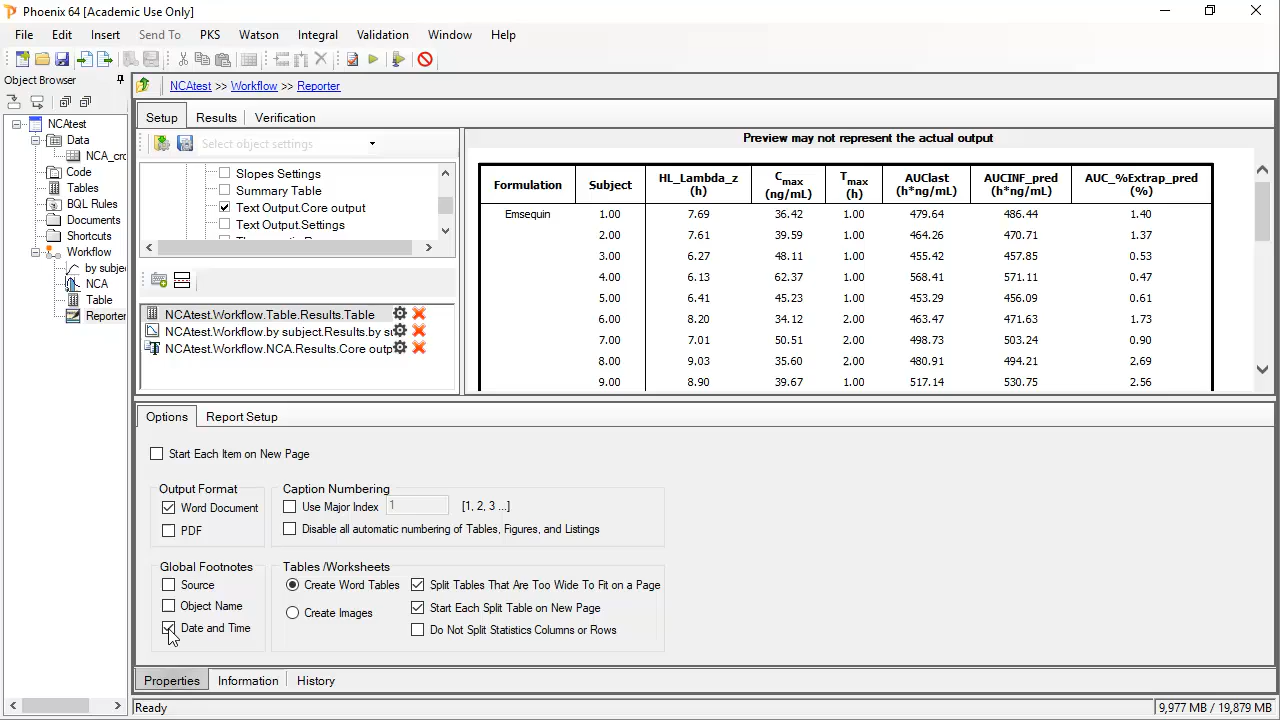 Phoenix 64 [Academic Use Only]
File Edit Insert Send To PKS Watson Integral Validation Window Help
Object Browser
NCAtest >> Workflow >> Reporter
NCAtest
Data
NCA_crc
Code
Tables
BQL Rules
Documents
Shortcuts
Workflow
by subje
NCA
Table
Reporter
Setup Results Verification
Select object settings
Slopes Settings
Summary Table
Text Output.Core output
Text Output.Settings
NCAtest.Workflow.Table.Results.Table
NCAtest.Workflow.by subject.Results.by su
NCAtest.Workflow.NCA.Results.Core outp
Preview may not represent the actual output
Formulation Subject HL_Lambda_z (h) Cmax (ng/mL) Tmax (h) AUClast (h*ng/mL) AUCINF_pred (h*ng/mL) AUC_%Extrap_pred (%)
Emsequin 1.00 7.69 36.42 1.00 479.64 486.44 1.40
2.00 7.61 39.59 1.00 464.26 470.71 1.37
3.00 6.27 48.11 1.00 455.42 457.85 0.53
4.00 6.13 62.37 1.00 568.41 571.11 0.47
5.00 6.41 45.23 1.00 453.29 456.09 0.61
6.00 8.20 34.12 1.00 463.47 471.63 1.73
7.00 7.01 50.51 2.00 498.73 503.24 0.90
8.00 9.03 35.60 2.00 480.91 494.21 2.69
9.00 8.90 39.67 1.00 517.14 530.75 2.56
Options Report Setup
Start Each Item on New Page
Output Format
Word Document
PDF
Caption Numbering
Use Major Index 1 [1, 2, 3 ...]
Disable all automatic numbering of Tables, Figures, and Listings
Global Footnotes
Source
Object Name
Date and Time
Tables /Worksheets
Create Word Tables
Create Images
Split Tables That Are Too Wide To Fit on a Page
Start Each Split Table on New Page
Do Not Split Statistics Columns or Rows
Properties Information History
Ready 9,977 MB / 19,879 MB